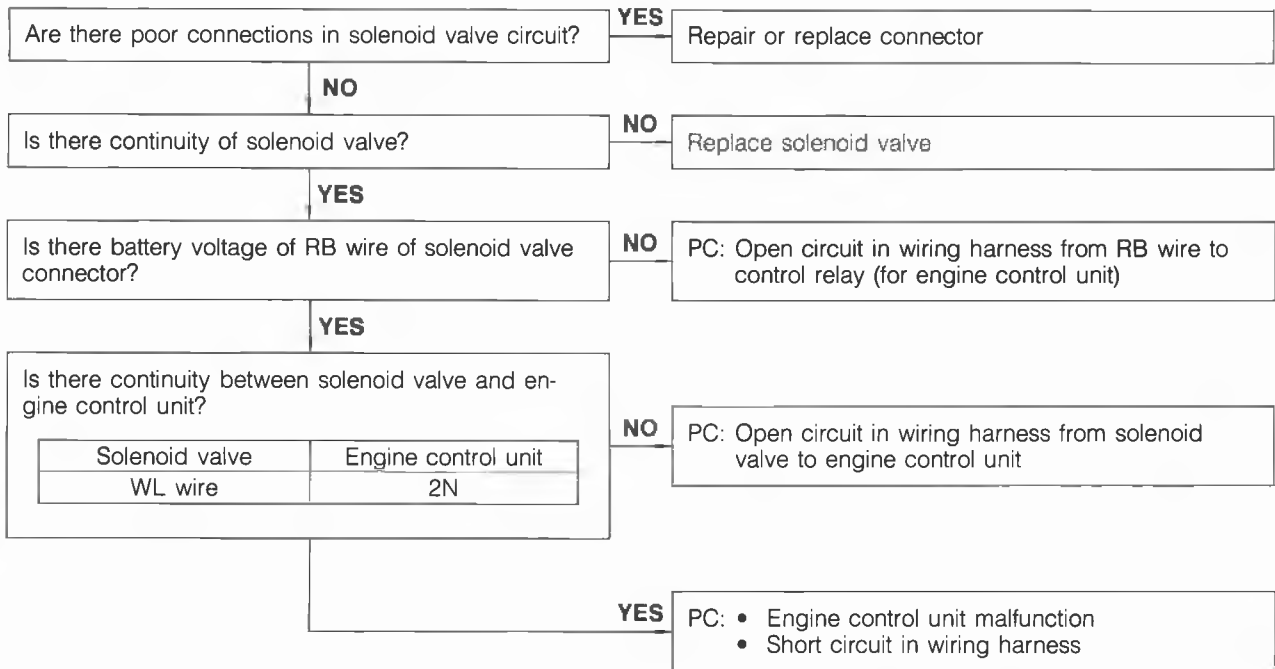 Are there poor connections in solenoid valve circuit?
YES
Repair or replace connector
NO
Is there continuity of solenoid valve?
NO
Replace solenoid valve
YES
Is there battery voltage of RB wire of solenoid valve
connector?
NO
PC: Open circuit in wiring harness from RB wire to
control relay (for engine control unit)
YES
Is there continuity between solenoid valve and en-
gine control unit?
Solenoid valve Engine control unit
WL wire 2N
NO
PC: Open circuit in wiring harness from solenoid
valve to engine control unit
YES
PC: • Engine control unit malfunction
• Short circuit in wiring harness